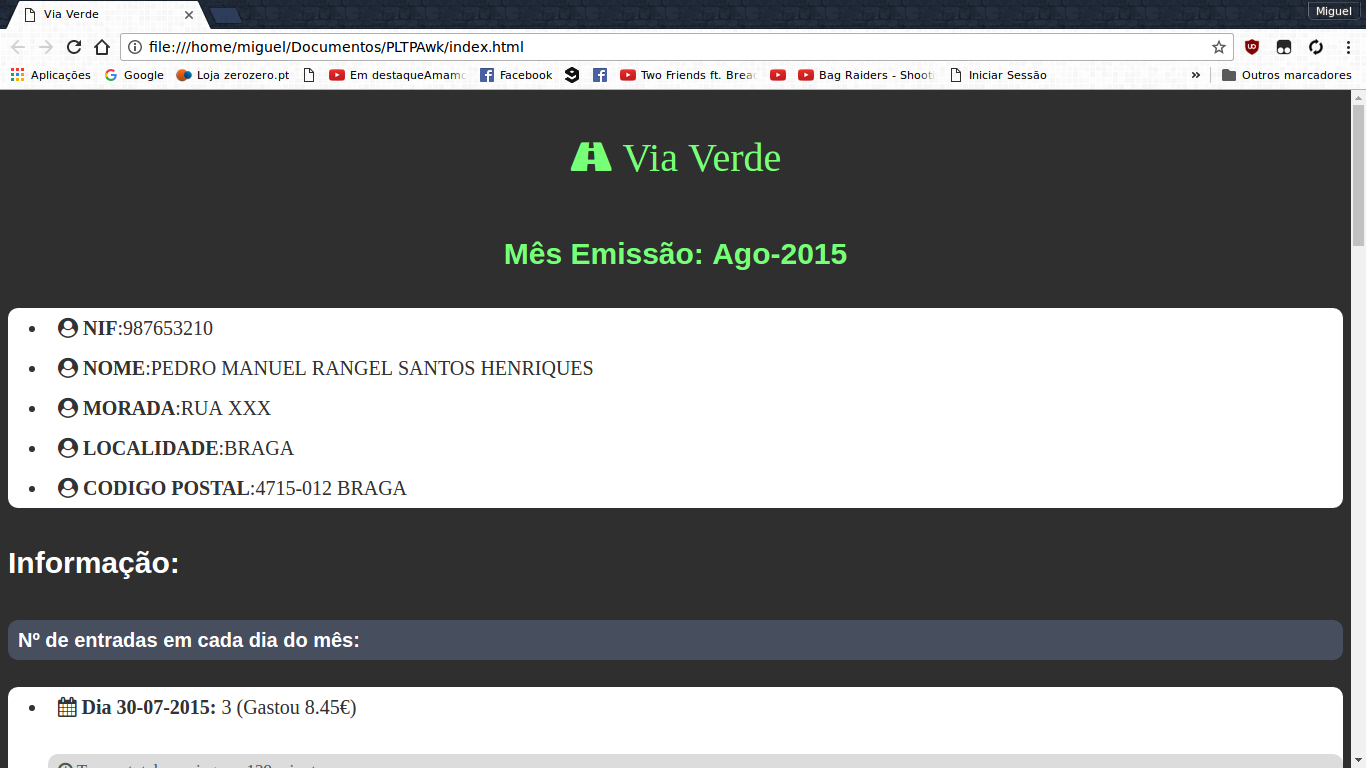 Via Verde
Miguel
file:///home/miguel/Documentos/PLTPAwk/index.html
Aplicações Google Loja zerozero.pt Em destaqueAmamo Facebook Two Friends ft. Brea Bag Raiders - Shooti Iniciar Sessão » Outros marcadores
Via Verde
Mês Emissão: Ago-2015
NIF:987653210
NOME:PEDRO MANUEL RANGEL SANTOS HENRIQUES
MORADA:RUA XXX
LOCALIDADE:BRAGA
CODIGO POSTAL:4715-012 BRAGA
Informação:
Nº de entradas em cada dia do mês:
Dia 30-07-2015: 3 (Gastou 8.45€)